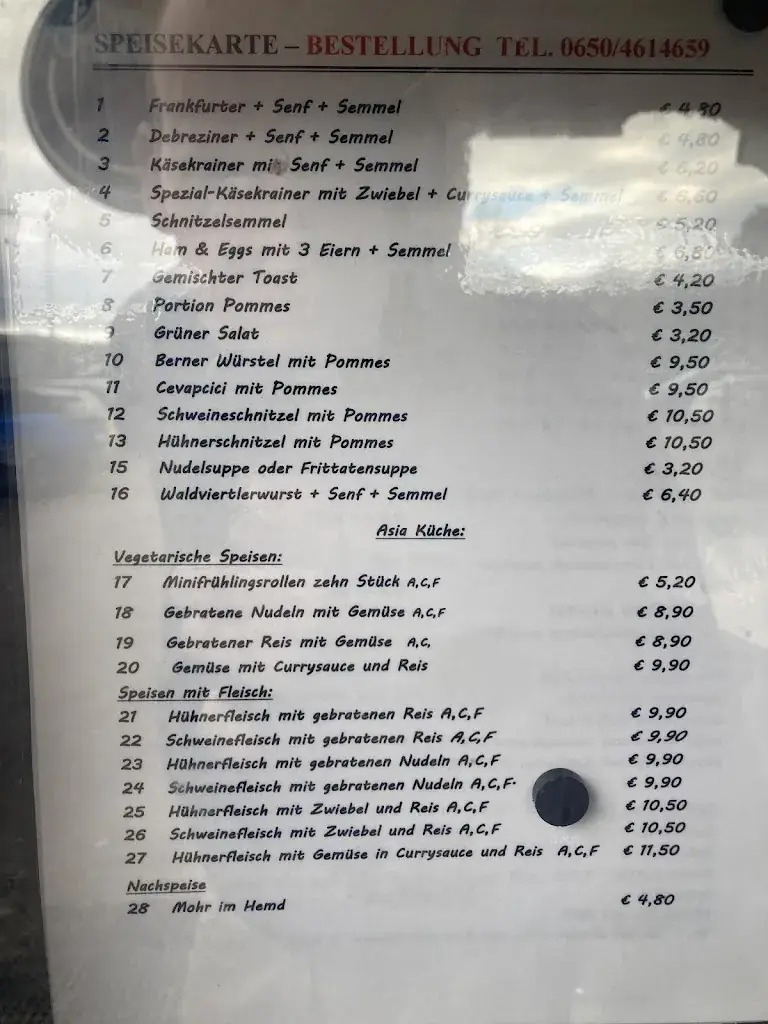 SPEISEKARTE – BESTELLUNG TEL. 0650/4614659
1 Frankfurter + Senf + Semmel € 4,80
2 Debreziner + Senf + Semmel € 4,80
3 Käsekrainer mit Senf + Semmel € 6,20
4 Spezial-Käsekrainer mit Zwiebel + Currysauce + Semmel € 6,60
5 Schnitzelsemmel € 5,20
6 Ham & Eggs mit 3 Eiern + Semmel € 6,80
7 Gemischter Toast € 4,20
8 Portion Pommes € 3,50
9 Grüner Salat € 3,20
10 Berner Würstel mit Pommes € 9,50
11 Cevapcici mit Pommes € 9,50
12 Schweineschnitzel mit Pommes € 10,50
13 Hühnerschnitzel mit Pommes € 10,50
15 Nudelsuppe oder Frittatensuppe € 3,20
16 Waldviertlerwurst + Senf + Semmel € 6,40
Asia Küche:
Vegetarische Speisen:
17 Minifrühlingsrollen zehn Stück A,C,F € 5,20
18 Gebratene Nudeln mit Gemüse A,C,F € 8,90
19 Gebratener Reis mit Gemüse A,C, € 8,90
20 Gemüse mit Currysauce und Reis € 9,90
Speisen mit Fleisch:
21 Hühnerfleisch mit gebratenen Reis A,C,F € 9,90
22 Schweinefleisch mit gebratenen Reis A,C,F € 9,90
23 Hühnerfleisch mit gebratenen Nudeln A,C,F € 9,90
24 Schweinefleisch mit gebratenen Nudeln A,C,F. € 9,90
25 Hühnerfleisch mit Zwiebel und Reis A,C,F € 10,50
26 Schweinefleisch mit Zwiebel und Reis A,C,F € 10,50
27 Hühnerfleisch mit Gemüse in Currysauce und Reis A,C,F € 11,50
Nachspeise
28 Mohr im Hemd € 4,80